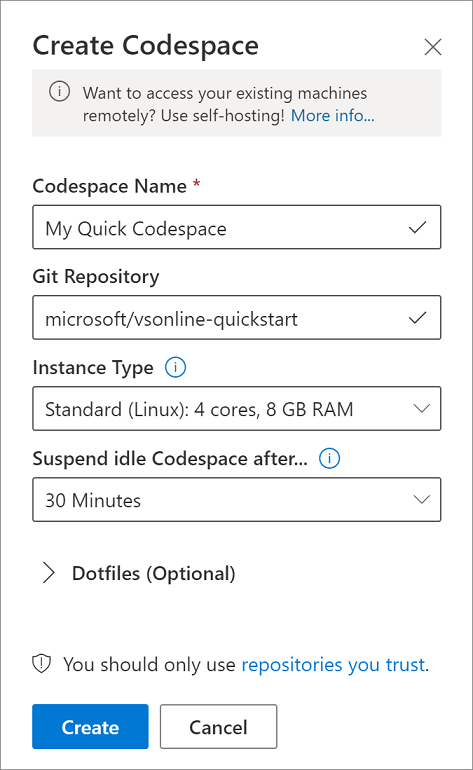 Create Codespace
Want to access your existing machines
remotely? Use self-hosting! More info...
Codespace Name *
My Quick Codespace
Git Repository
microsoft/vsonline-quickstart
Instance Type
Standard (Linux): 4 cores, 8 GB RAM
Suspend idle Codespace after...
30 Minutes
Dotfiles (Optional)
You should only use repositories you trust.
Create
Cancel